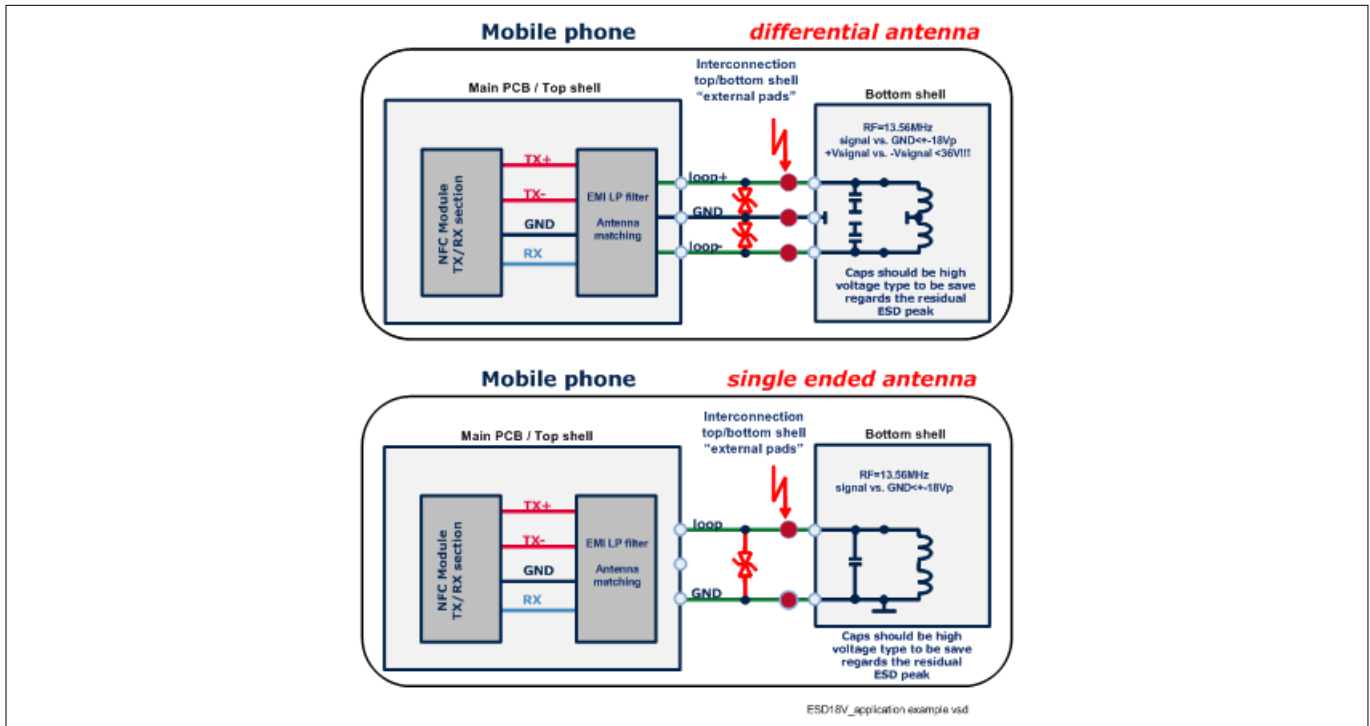 Mobile phone
differential antenna
Interconnection
top/bottom shell
"external pads"
Main PCB / Top shell
Bottom shell
RF=13.56MHz
signal vs. GND<+-18Vp
+Vsignal vs. -Vsignal <36V!!!
NFC Module
TX/RX section
TX+
TX-
GND
RX
EMI LP filter
Antenna
matching
loop+
GND
loop-
Caps should be high
voltage type to be save
regards the residual
ESD peak
Mobile phone
single ended antenna
Interconnection
top/bottom shell
"external pads"
Main PCB / Top shell
Bottom shell
RF=13.56MHz
signal vs. GND<+-18Vp
NFC Module
TX/RX section
TX+
TX-
GND
RX
EMI LP filter
Antenna
matching
loop
GND
Caps should be high
voltage type to be save
regards the residual
ESD peak
ESD18V_application example vsd